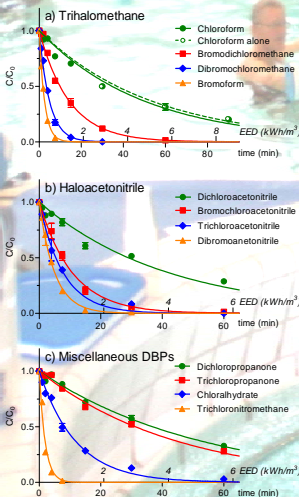 a) Trihalomethane
C/C₀
1.0
0.5
0.0
Chloroform
Chloroform alone
Bromodichloromethane
Dibromochloromethane
Bromoform
2 4 6 EED (kWh/m³)
0 20 40 60 80
time (min)
b) Haloacetonitrile
C/C₀
1.0
0.5
0.0
Dichloroacetonitrile
Bromochloroacetonitrile
Trichloroacetonitrile
Dibromoanetonitrile
EED (kWh/m³)
2 4 6
0 20 40 60
time (min)
c) Miscellaneous DBPs
C/C₀
1.0
0.5
0.0
Dichloropropanone
Trichloropropanone
Chloralhydrate
Trichloronitromethane
EED (kWh/m³)
2 4 6
0 20 40 60
time (min)